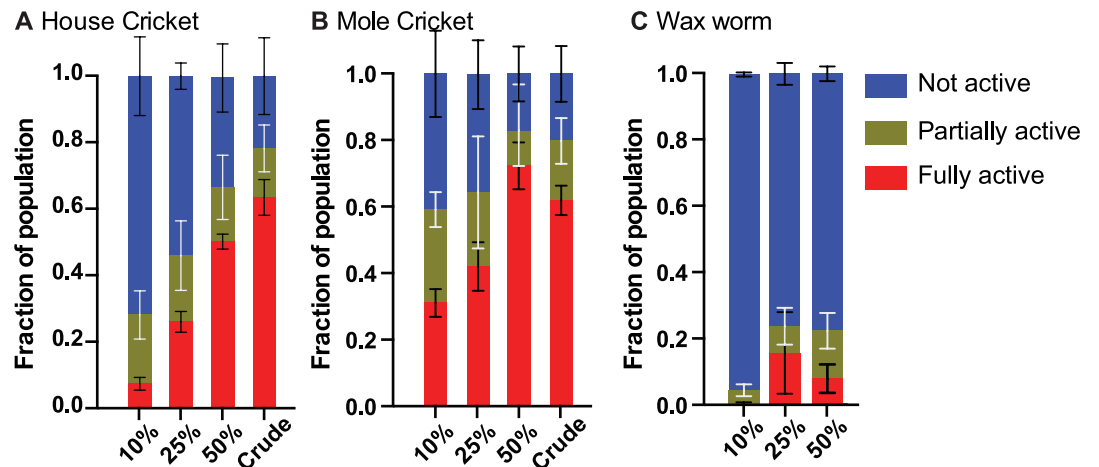 A House Cricket
Fraction of population
1.0
0.8
0.6
0.4
0.2
0.0
10%
25%
50%
Crude
B Mole Cricket
Fraction of population
1.0
0.8
0.6
0.4
0.2
0.0
10%
25%
50%
Crude
C Wax worm
Fraction of population
1.0
0.8
0.6
0.4
0.2
0.0
10%
25%
50%
Not active
Partially active
Fully active